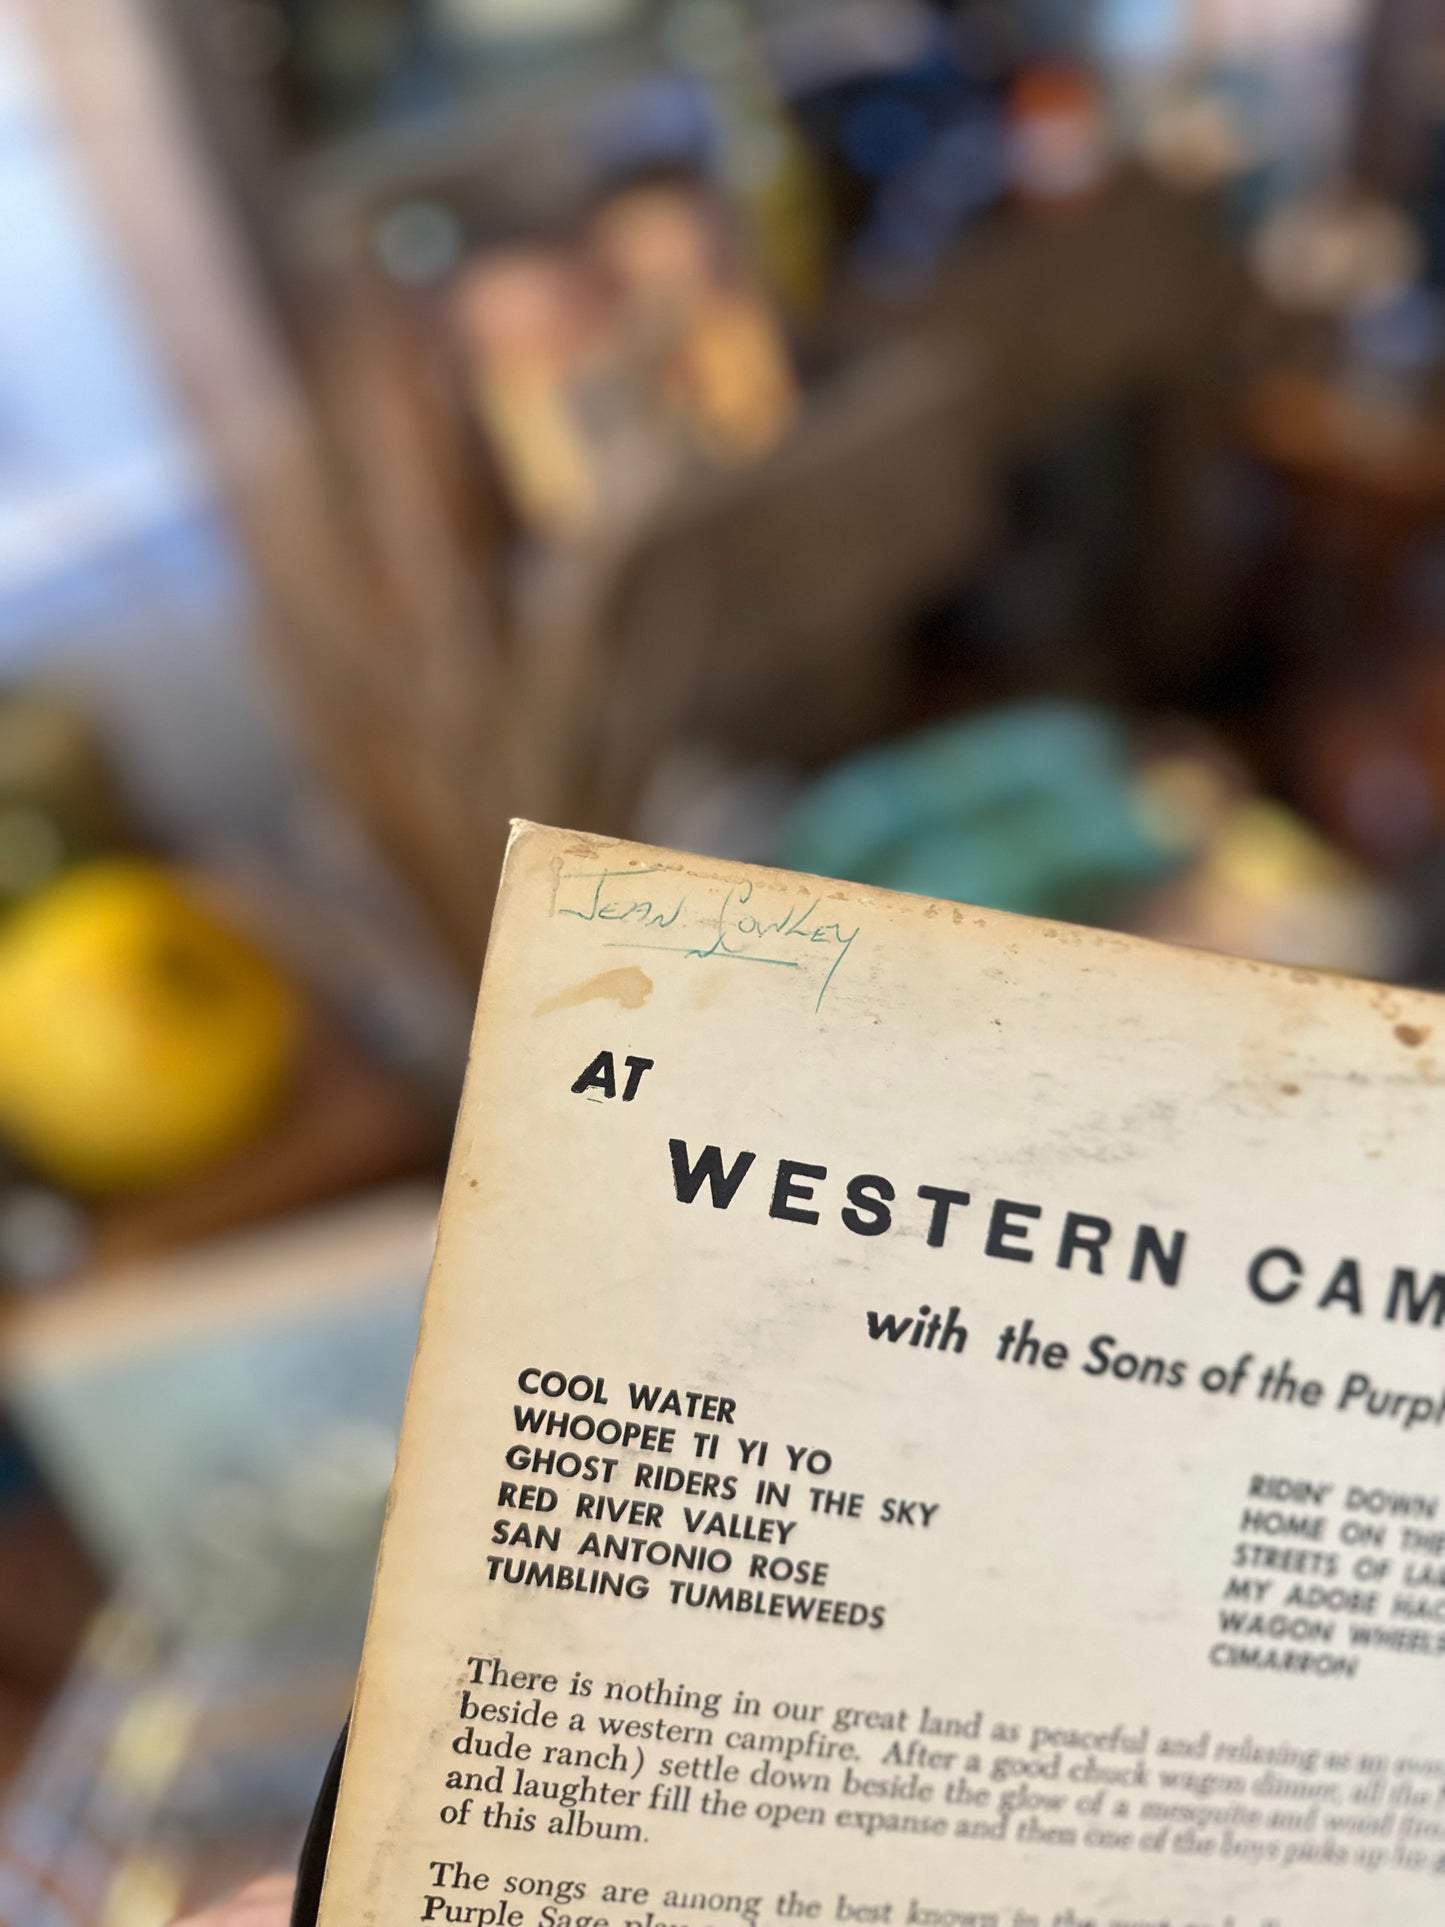 JEAN COWLEY
AT
WESTERN CAM
with the Sons of the Purpl
COOL WATER
WHOOPEE TI YI YO
GHOST RIDERS IN THE SKY
RED RIVER VALLEY
SAN ANTONIO ROSE
TUMBLING TUMBLEWEEDS
RIDIN' DOWN
HOME ON THE
STREETS OF LA
MY ADOBE HAC
WAGON WHEELS
CIMARRON
There is nothing in our great land as peaceful and relaxing as an
beside a western campfire. After a good chuck wagon dinner, all the
dude ranch) settle down beside the glow of a mesquite and wood
and laughter fill the open expanse and then one of the boys picks up his
of this album.
The songs are among the best known in the
Purple Sage